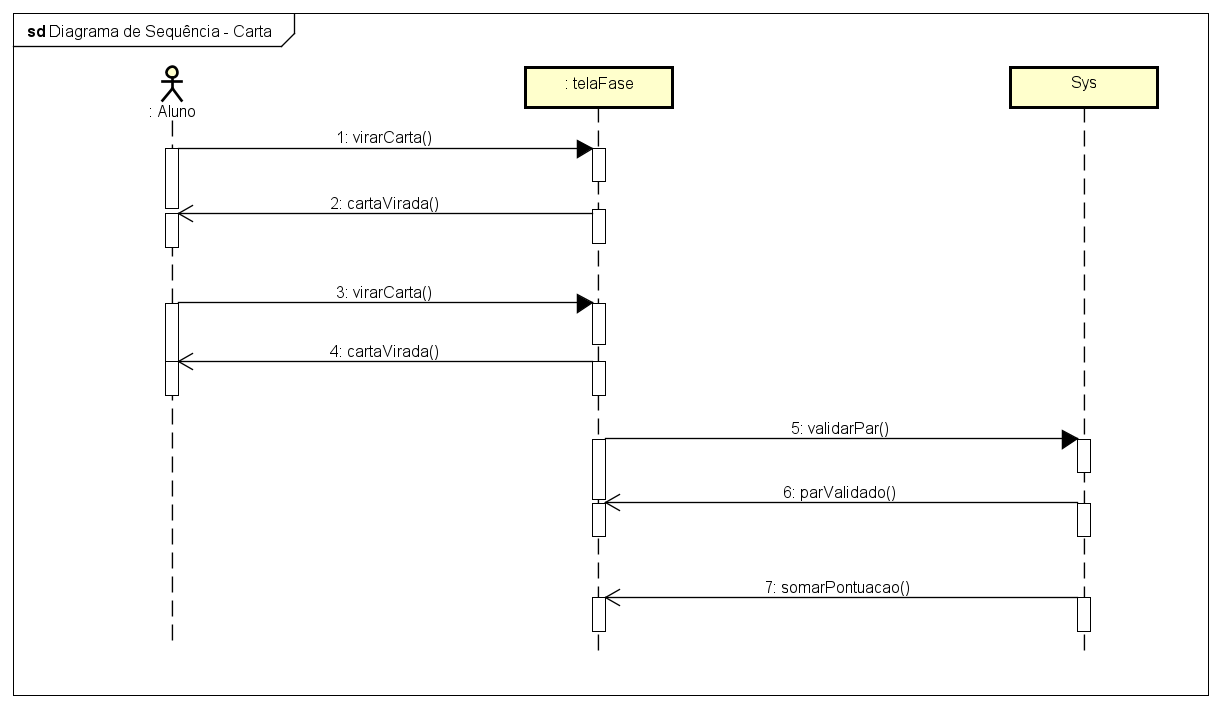 sd Diagrama de Sequência - Carta
: Aluno
: telaFase
Sys
1: virarCarta()
2: cartaVirada()
3: virarCarta()
4: cartaVirada()
5: validarPar()
6: parValidado()
7: somarPontuacao()